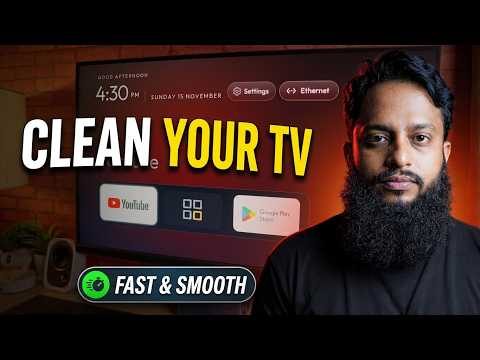 GOOD AFTERNOON
4:30 PM | SUNDAY 15 NOVEMBER
Settings
Ethernet
CLEAN YOUR TV
YouTube
Google Play
Store
FAST & SMOOTH